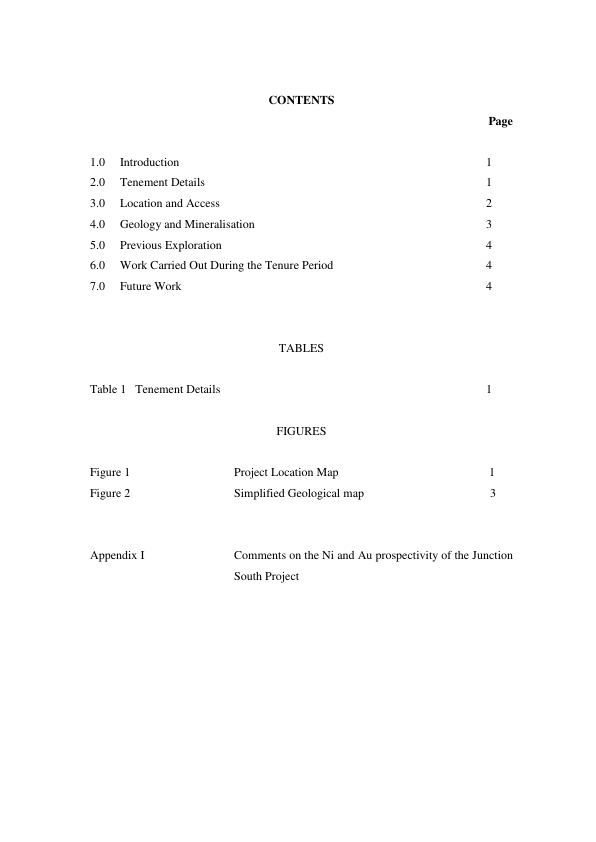 CONTENTS
Page
1.0 Introduction 1
2.0 Tenement Details 1
3.0 Location and Access 2
4.0 Geology and Mineralisation 3
5.0 Previous Exploration 4
6.0 Work Carried Out During the Tenure Period 4
7.0 Future Work 4
TABLES
Table 1 Tenement Details 1
FIGURES
Figure 1 Project Location Map 1
Figure 2 Simplified Geological map 3
Appendix I Comments on the Ni and Au prospectivity of the Junction
South Project